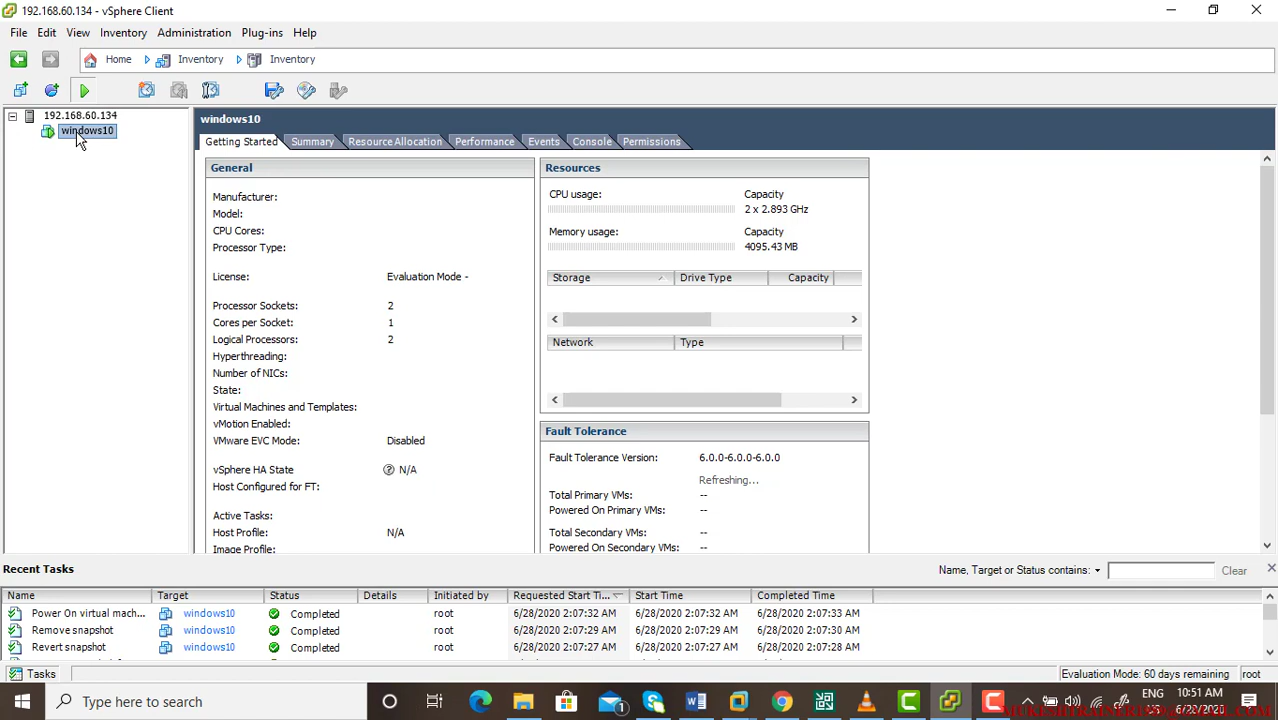 192.168.60.134 - vSphere Client
File Edit View Inventory Administration Plug-ins Help
Home Inventory Inventory
192.168.60.134
windows10
windows10
Getting Started Summary Resource Allocation Performance Events Console Permissions
General
Manufacturer:
Model:
CPU Cores:
Processor Type:
License: Evaluation Mode -
Processor Sockets: 2
Cores per Socket: 1
Logical Processors: 2
Hyperthreading:
Number of NICs:
State:
Virtual Machines and Templates:
vMotion Enabled:
VMware EVC Mode: Disabled
vSphere HA State N/A
Host Configured for FT:
Active Tasks:
Host Profile: N/A
Image Profile:
Resources
CPU usage: Capacity
2 x 2.893 GHz
Memory usage: Capacity
4095.43 MB
Storage Drive Type Capacity
Network Type
Fault Tolerance
Fault Tolerance Version: 6.0.0-6.0.0-6.0.0
Refreshing...
Total Primary VMs: --
Powered On Primary VMs: --
Total Secondary VMs: --
Powered On Secondary VMs: --
Recent Tasks Name, Target or Status contains: Clear
Name Target Status Details Initiated by Requested Start Ti... Start Time Completed Time
Power On virtual mach... windows10 Completed root 6/28/2020 2:07:32 AM 6/28/2020 2:07:32 AM 6/28/2020 2:07:33 AM
Remove snapshot windows10 Completed root 6/28/2020 2:07:29 AM 6/28/2020 2:07:29 AM 6/28/2020 2:07:30 AM
Revert snapshot windows10 Completed root 6/28/2020 2:07:27 AM 6/28/2020 2:07:27 AM 6/28/2020 2:07:28 AM
Tasks Evaluation Mode: 60 days remaining root
Type here to search 1 ENG 10:51 AM
6/28/2020